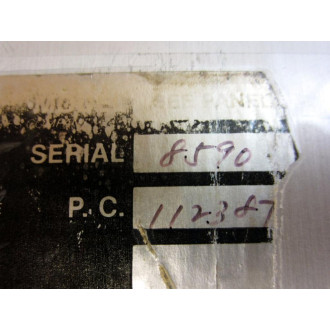 SEE PANEL
SERIAL 8590
P.C. 112387